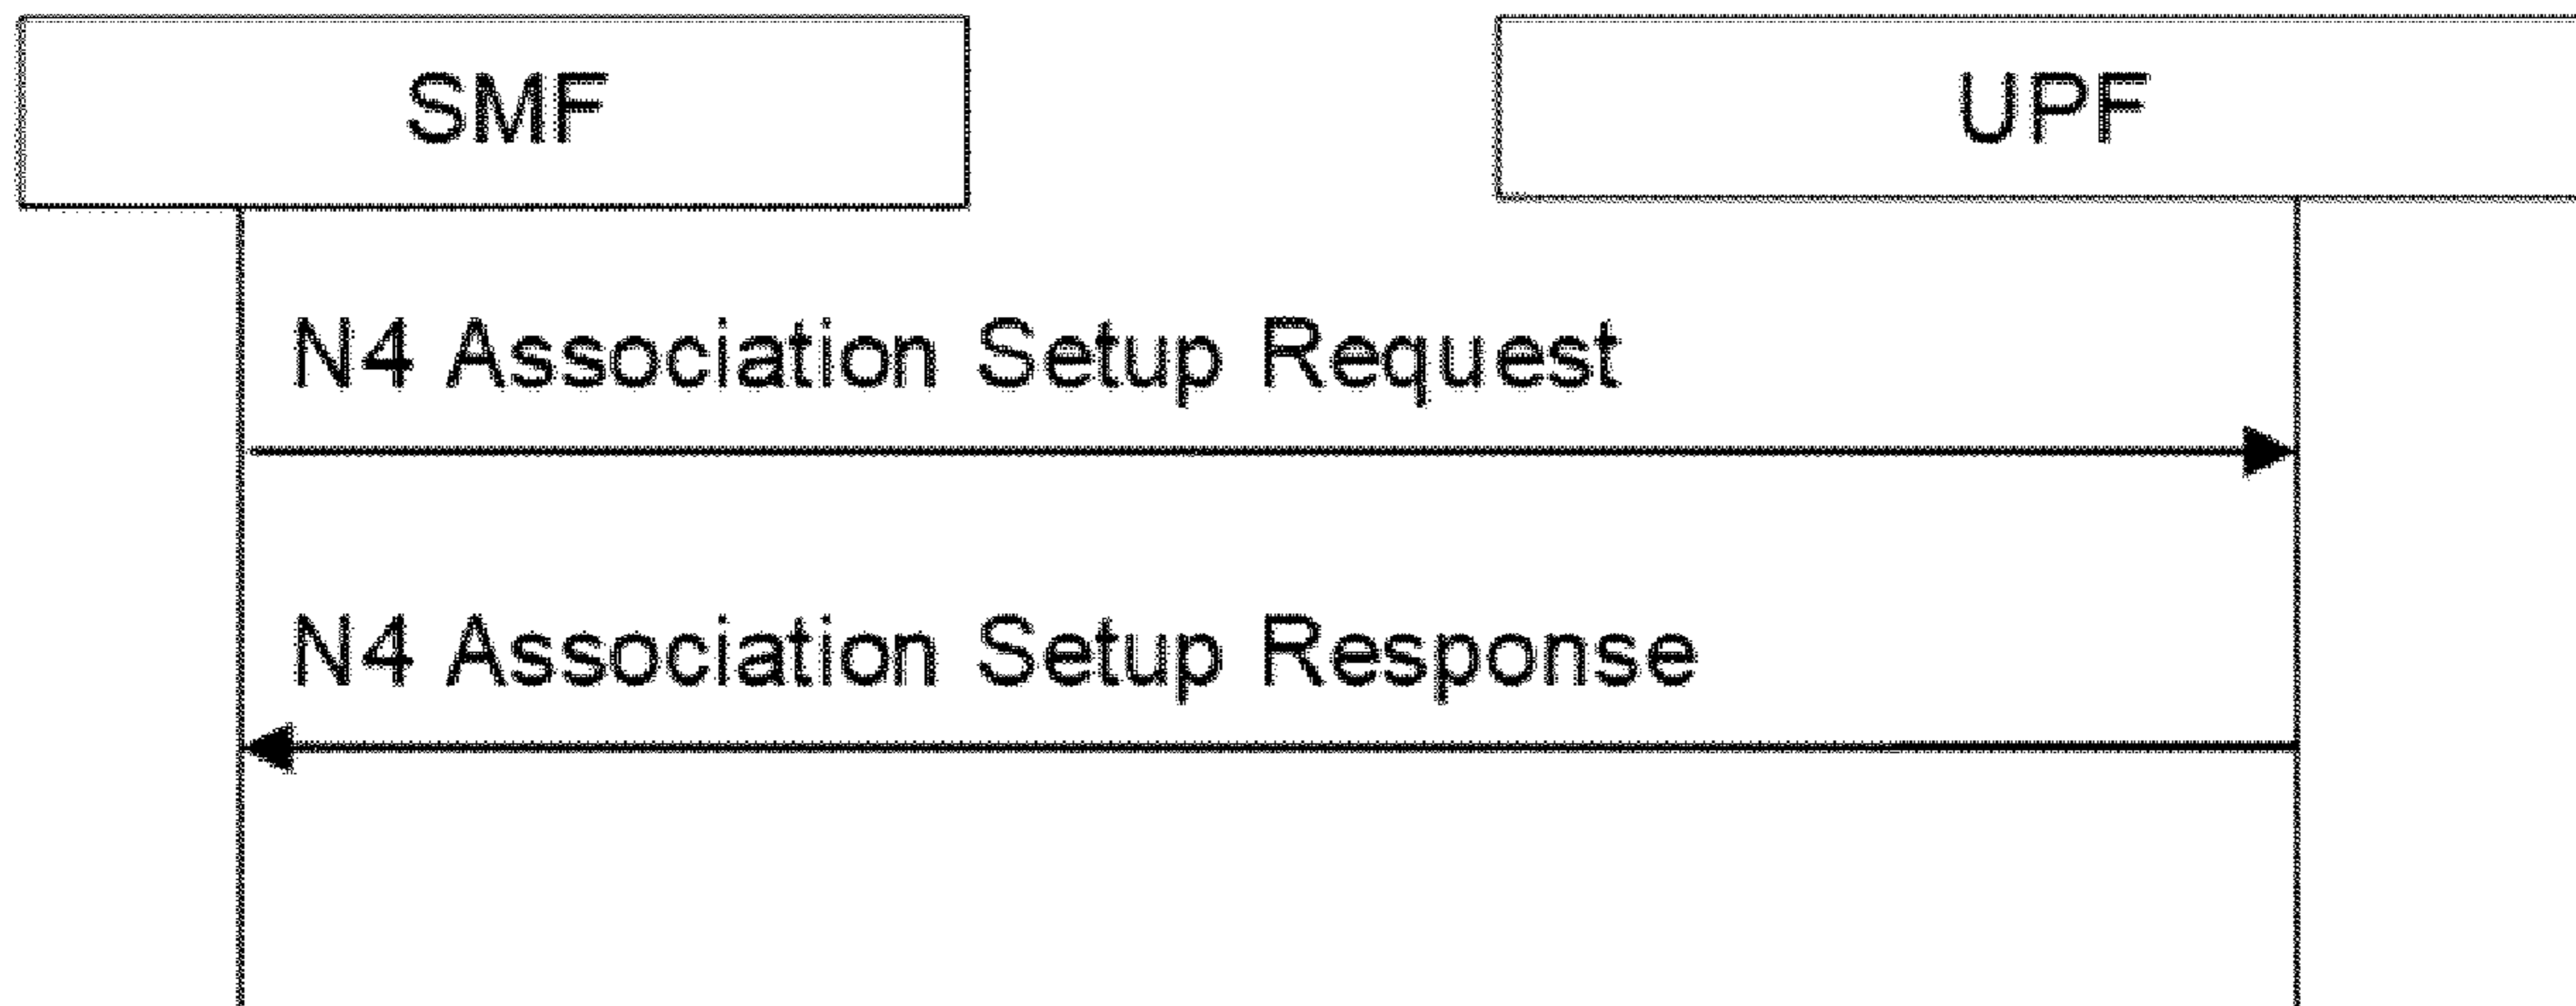 SMF
UPF
N4 Association Setup Request
N4 Association Setup Response